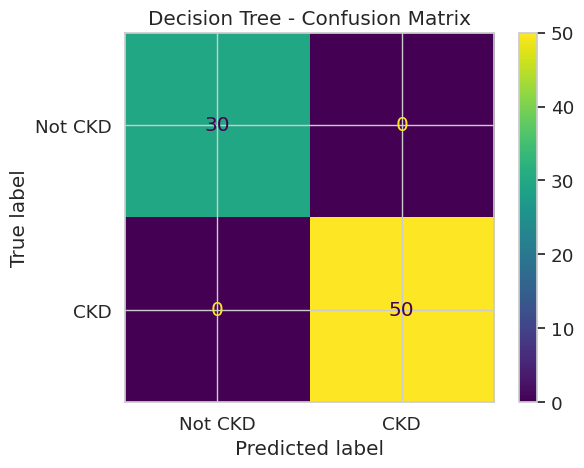 Decision Tree - Confusion Matrix
True label
Not CKD
30
0
CKD
0
50
Not CKD
CKD
Predicted label
50
40
30
20
10
0